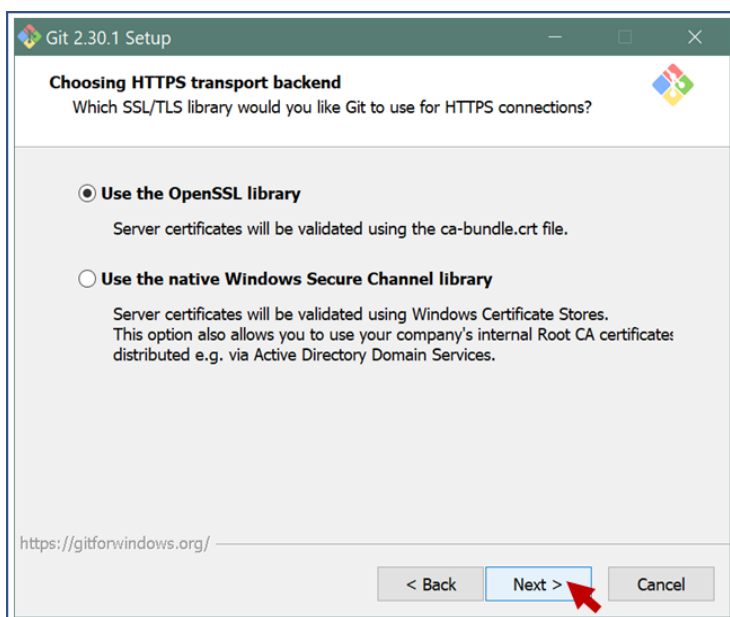 Git 2.30.1 Setup
Choosing HTTPS transport backend
Which SSL/TLS library would you like Git to use for HTTPS connections?
Use the OpenSSL library
Server certificates will be validated using the ca-bundle.crt file.
Use the native Windows Secure Channel library
Server certificates will be validated using Windows Certificate Stores.
This option also allows you to use your company's internal Root CA certificates
distributed e.g. via Active Directory Domain Services.
https://gitforwindows.org/
< Back Next > Cancel